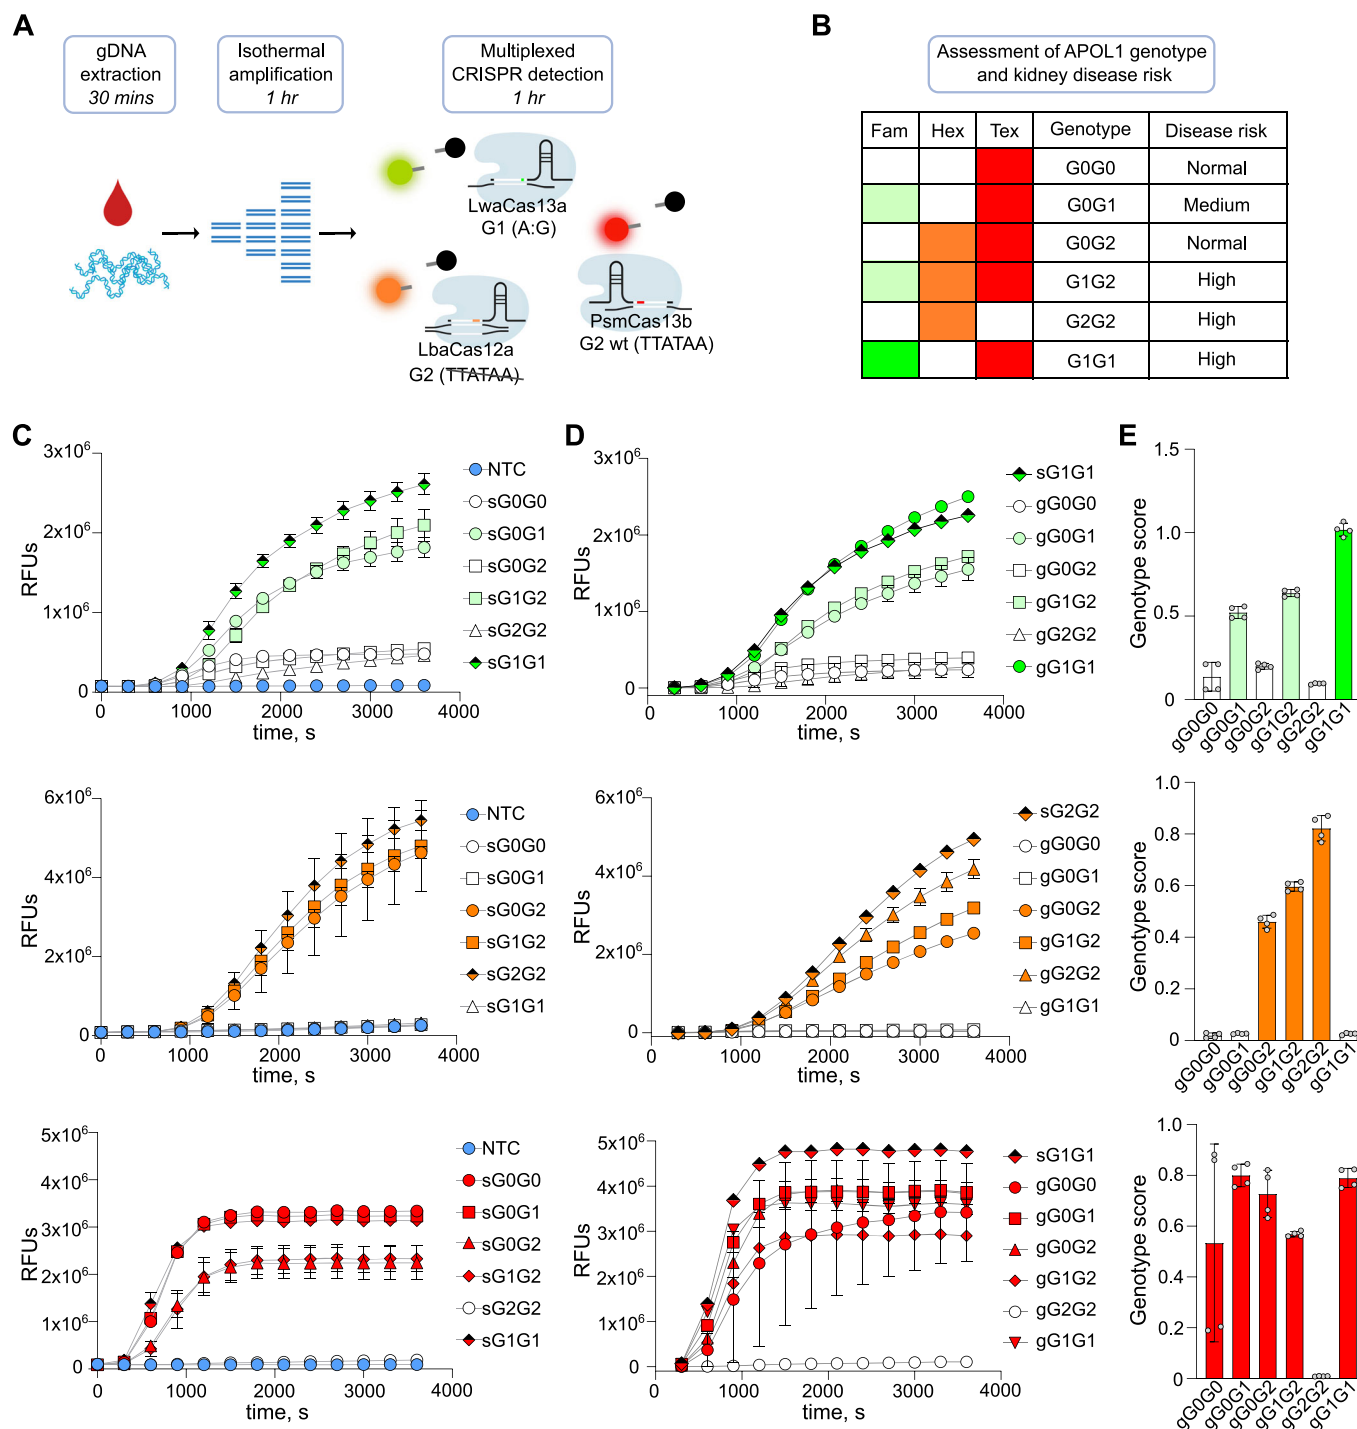 A
gDNA
extraction
30 mins
Isothermal
amplification
1 hr
Multiplexed
CRISPR detection
1 hr
LwaCas13a
G1 (A:G)
LbaCas12a
G2 (TTATAA)
PsmCas13b
G2 wt (TTATAA)
B
Assessment of APOL1 genotype
and kidney disease risk
Fam Hex Tex Genotype Disease risk
G0G0 Normal
G0G1 Medium
G0G2 Normal
G1G2 High
G2G2 High
G1G1 High
C
3x10⁶
2x10⁶
1x10⁶
0
RFUs
0 1000 2000 3000 4000
time, s
NTC
sG0G0
sG0G1
sG0G2
sG1G2
sG2G2
sG1G1
D
3x10⁶
2x10⁶
1x10⁶
0
RFUs
0 1000 2000 3000 4000
time, s
sG1G1
gG0G0
gG0G1
gG0G2
gG1G2
gG2G2
gG1G1
E
1.5
1.0
0.5
0
Genotype score
gG0G0 gG0G1 gG0G2 gG1G2 gG2G2 gG1G1
6x10⁶
4x10⁶
2x10⁶
0
RFUs
0 1000 2000 3000 4000
time, s
NTC
sG0G0
sG0G1
sG0G2
sG1G2
sG2G2
sG1G1
6x10⁶
4x10⁶
2x10⁶
0
RFUs
0 1000 2000 3000 4000
time, s
sG2G2
gG0G0
gG0G1
gG0G2
gG1G2
gG2G2
gG1G1
1.0
0.8
0.6
0.4
0.2
0
Genotype score
gG0G0 gG0G1 gG0G2 gG1G2 gG2G2 gG1G1
5x10⁶
4x10⁶
3x10⁶
2x10⁶
1x10⁶
0
RFUs
0 1000 2000 3000 4000
time, s
NTC
sG0G0
sG0G1
sG0G2
sG1G2
sG2G2
sG1G1
5x10⁶
4x10⁶
3x10⁶
2x10⁶
1x10⁶
0
RFUs
0 1000 2000 3000 4000
time, s
sG1G1
gG0G0
gG0G1
gG0G2
gG1G2
gG2G2
gG1G1
1.0
0.8
0.6
0.4
0.2
0
Genotype score
gG0G0 gG0G1 gG0G2 gG1G2 gG2G2 gG1G1